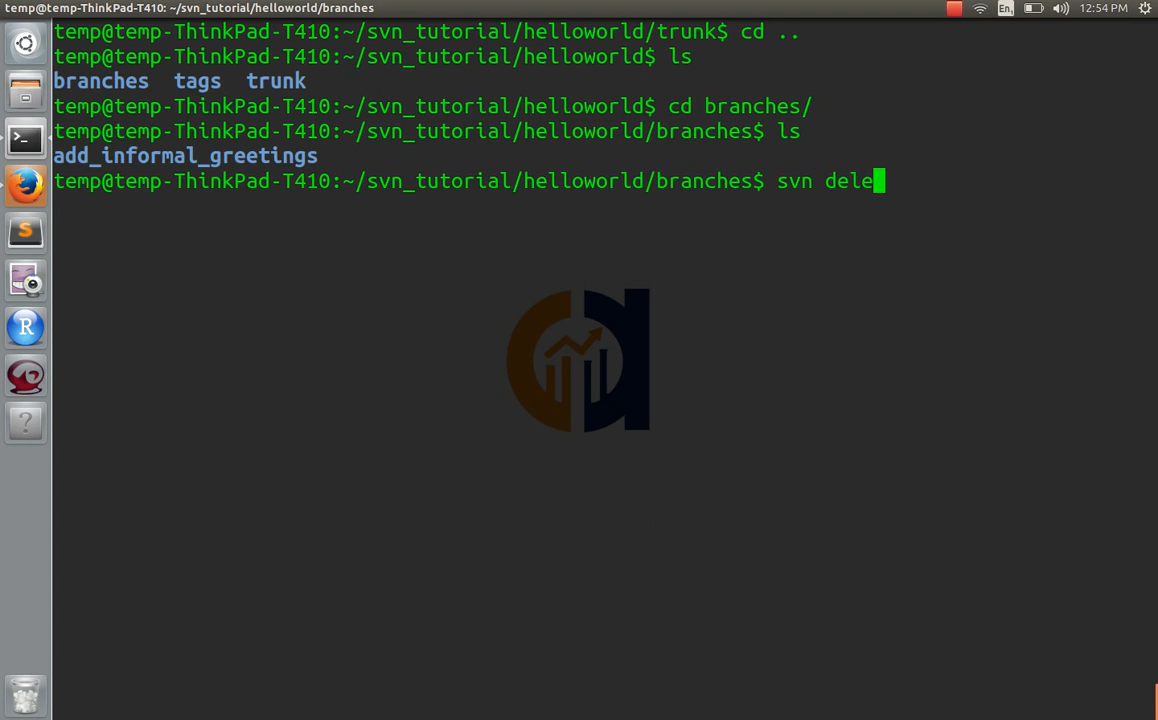 temp@temp-ThinkPad-T410: ~/svn_tutorial/helloworld/branches
En1
12:54 PM
temp@temp-ThinkPad-T410:~/svn_tutorial/helloworld/trunk$ cd ..
temp@temp-ThinkPad-T410:~/svn_tutorial/helloworld$ ls
branches  tags  trunk
temp@temp-ThinkPad-T410:~/svn_tutorial/helloworld$ cd branches/
temp@temp-ThinkPad-T410:~/svn_tutorial/helloworld/branches$ ls
add_informal_greetings
temp@temp-ThinkPad-T410:~/svn_tutorial/helloworld/branches$ svn dele